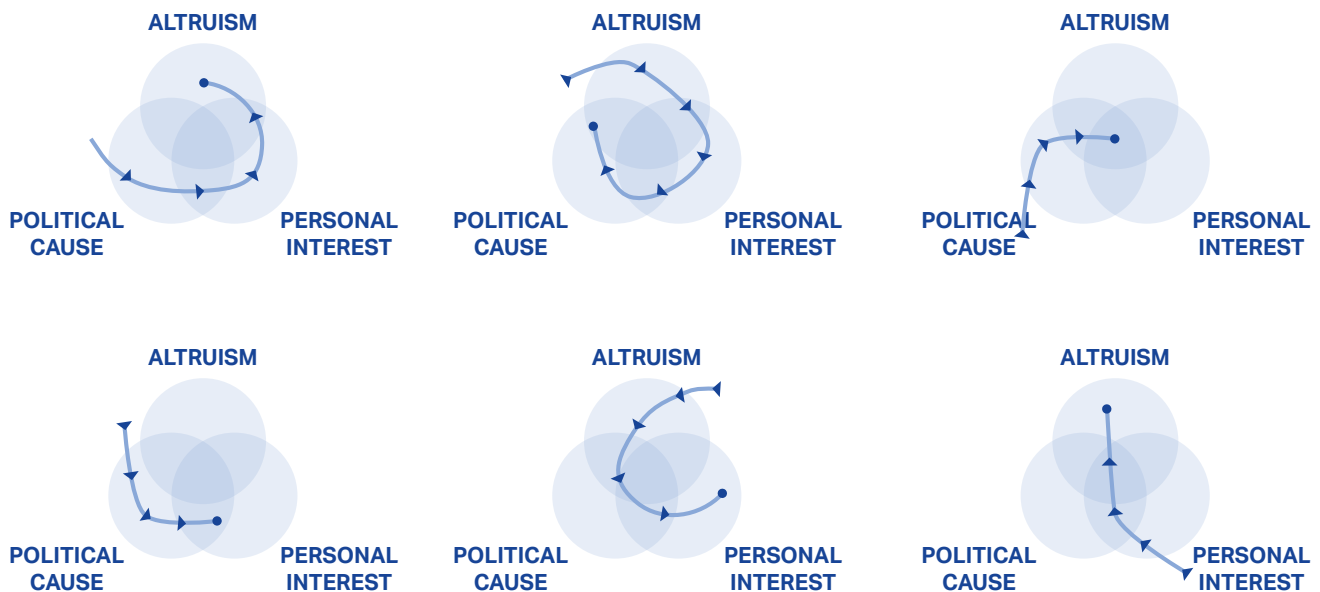 ALTRUISM
POLITICAL
CAUSE
PERSONAL
INTEREST
ALTRUISM
POLITICAL
CAUSE
PERSONAL
INTEREST
ALTRUISM
POLITICAL
CAUSE
PERSONAL
INTEREST
ALTRUISM
POLITICAL
CAUSE
PERSONAL
INTEREST
ALTRUISM
POLITICAL
CAUSE
PERSONAL
INTEREST
ALTRUISM
POLITICAL
CAUSE
PERSONAL
INTEREST